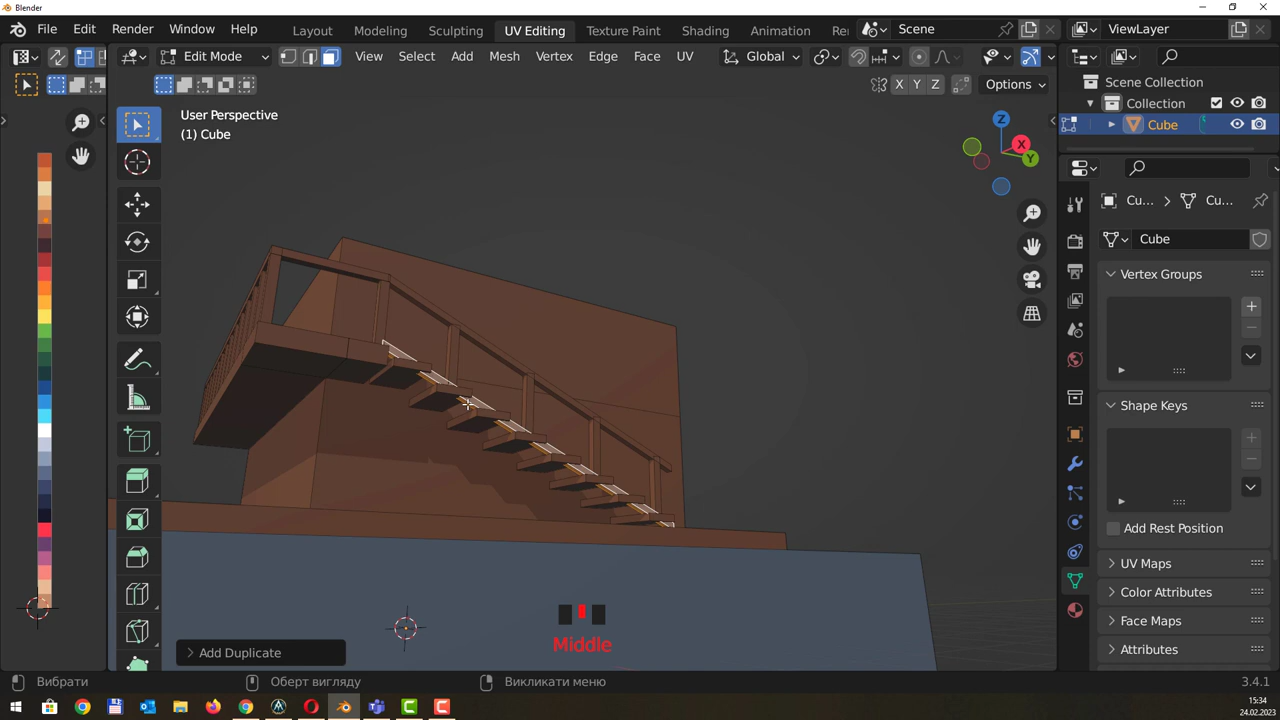 Blender
File Edit Render Window Help
Layout Modeling Sculpting UV Editing Texture Paint Shading Animation Re
Scene
ViewLayer
Edit Mode
View Select Add Mesh Vertex Edge Face UV
Global
X Y Z
Options
User Perspective
(1) Cube
Z
X
Y
Scene Collection
Collection
Cube
Cu... > Cu...
Cube
Vertex Groups
Shape Keys
Add Rest Position
UV Maps
Color Attributes
Face Maps
Attributes
Add Duplicate
Middle
Вибрати
Оберт вигляду
Викликати меню
3.4.1
15:34
24.02.2023